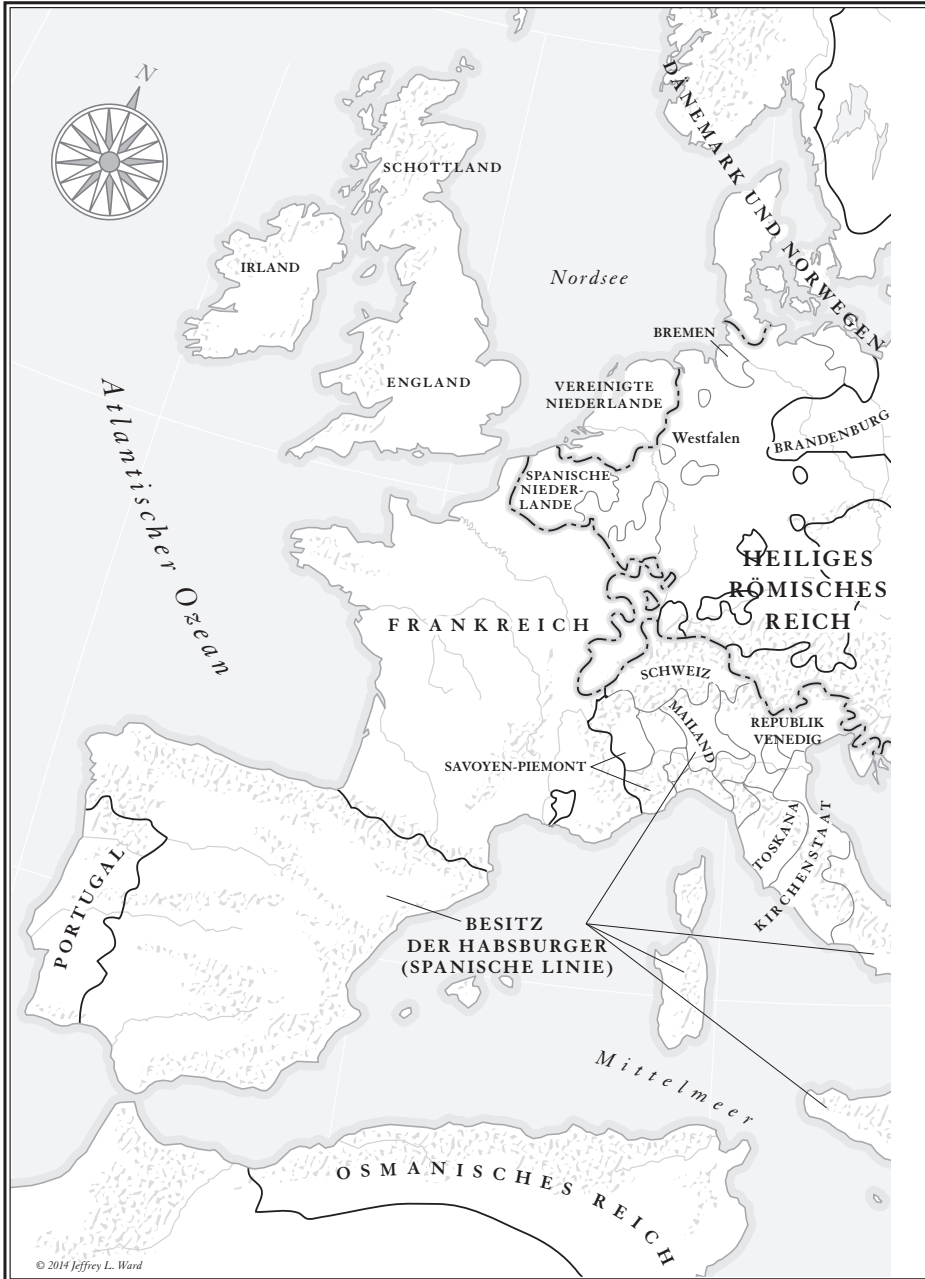 N
SCHOTTLAND
IRLAND
Nordsee
DÄNEMARK UND NORWEGEN
BREMEN
ENGLAND
VEREINIGTE
NIEDERLANDE
Westfalen
BRANDENBURG
Atlantischer Ozean
SPANISCHE
NIEDER-
LANDE
HEILIGES
RÖMISCHES
REICH
FRANKREICH
SCHWEIZ
MAILAND
REPUBLIK
VENEDIG
SAVOYEN-PIEMONT
TOSKANA
KIRCHENSTAAT
PORTUGAL
BESITZ
DER HABSBURGER
(SPANISCHE LINIE)
Mittelmeer
OSMANISCHES REICH
© 2014 Jeffrey L. Ward